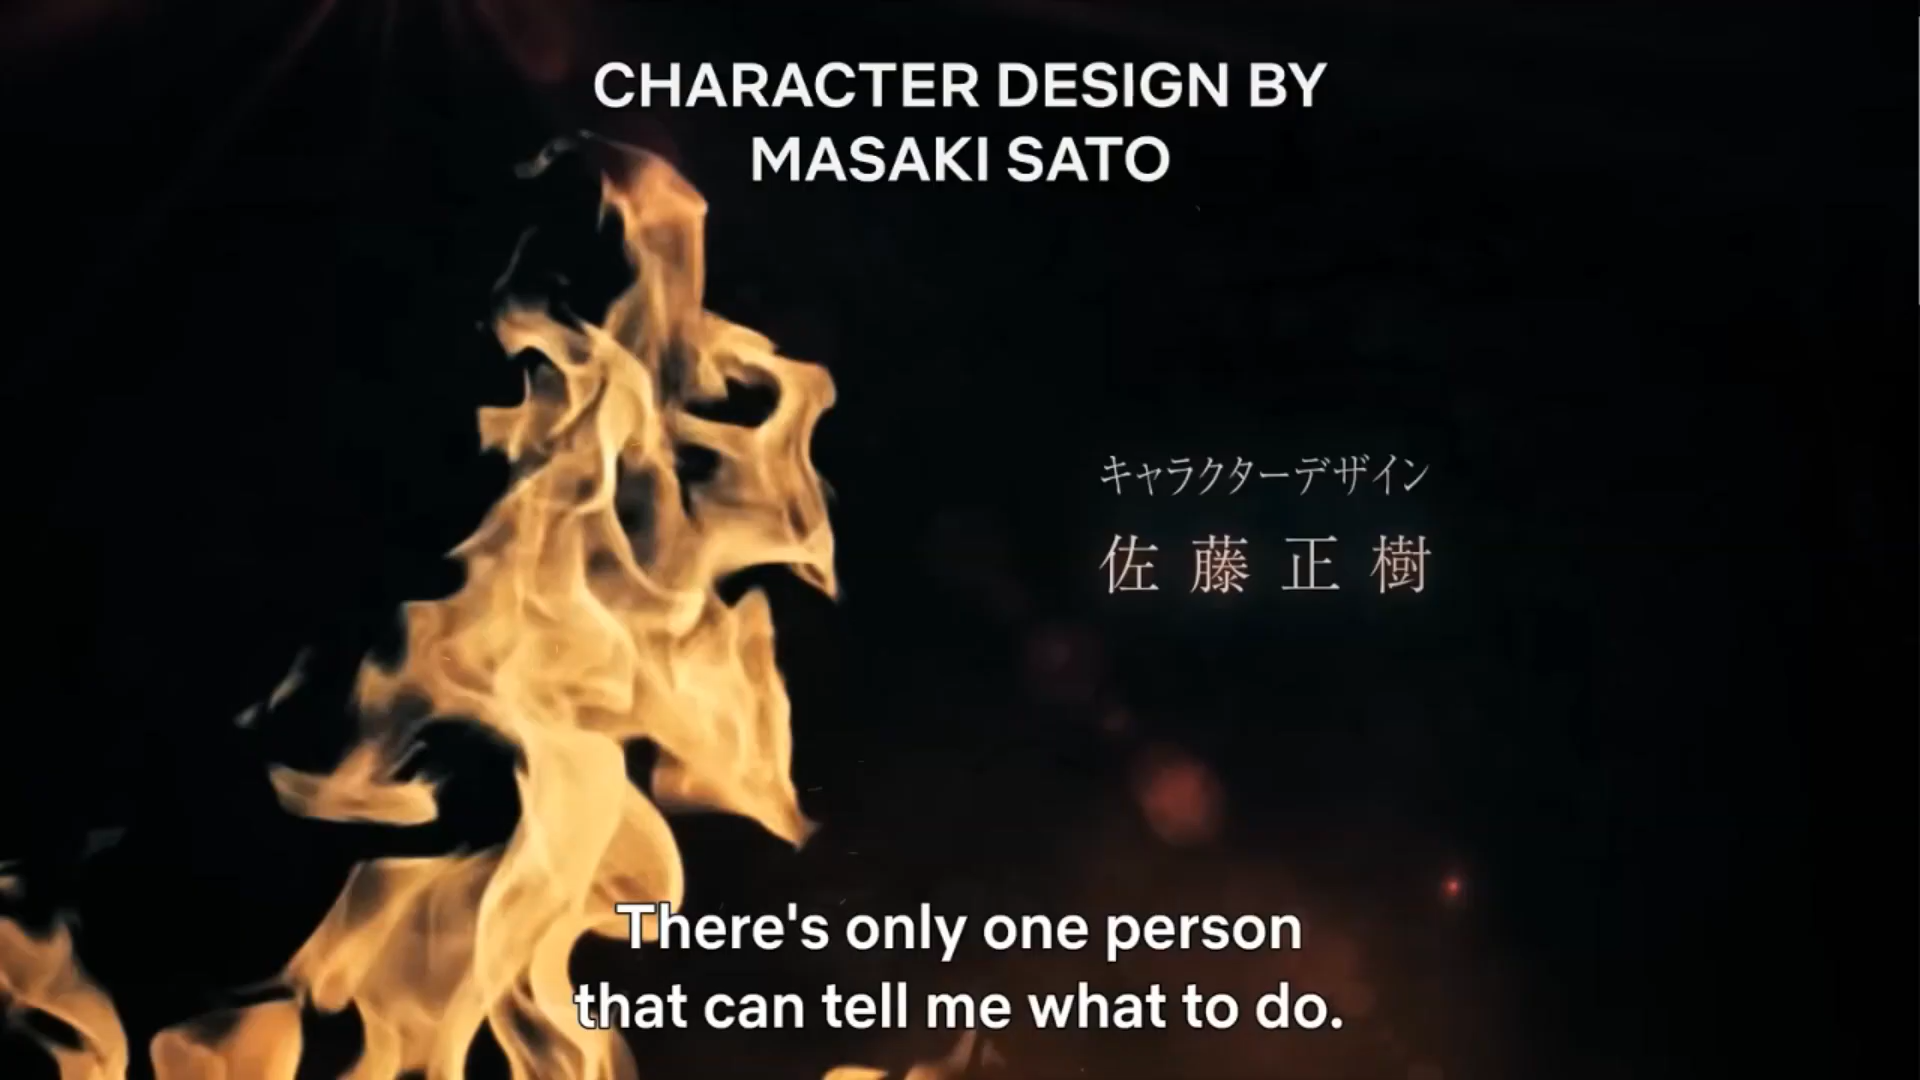 CHARACTER DESIGN BY
MASAKI SATO
キャラクターデザイン
佐藤正樹
There's only one person
that can tell me what to do.